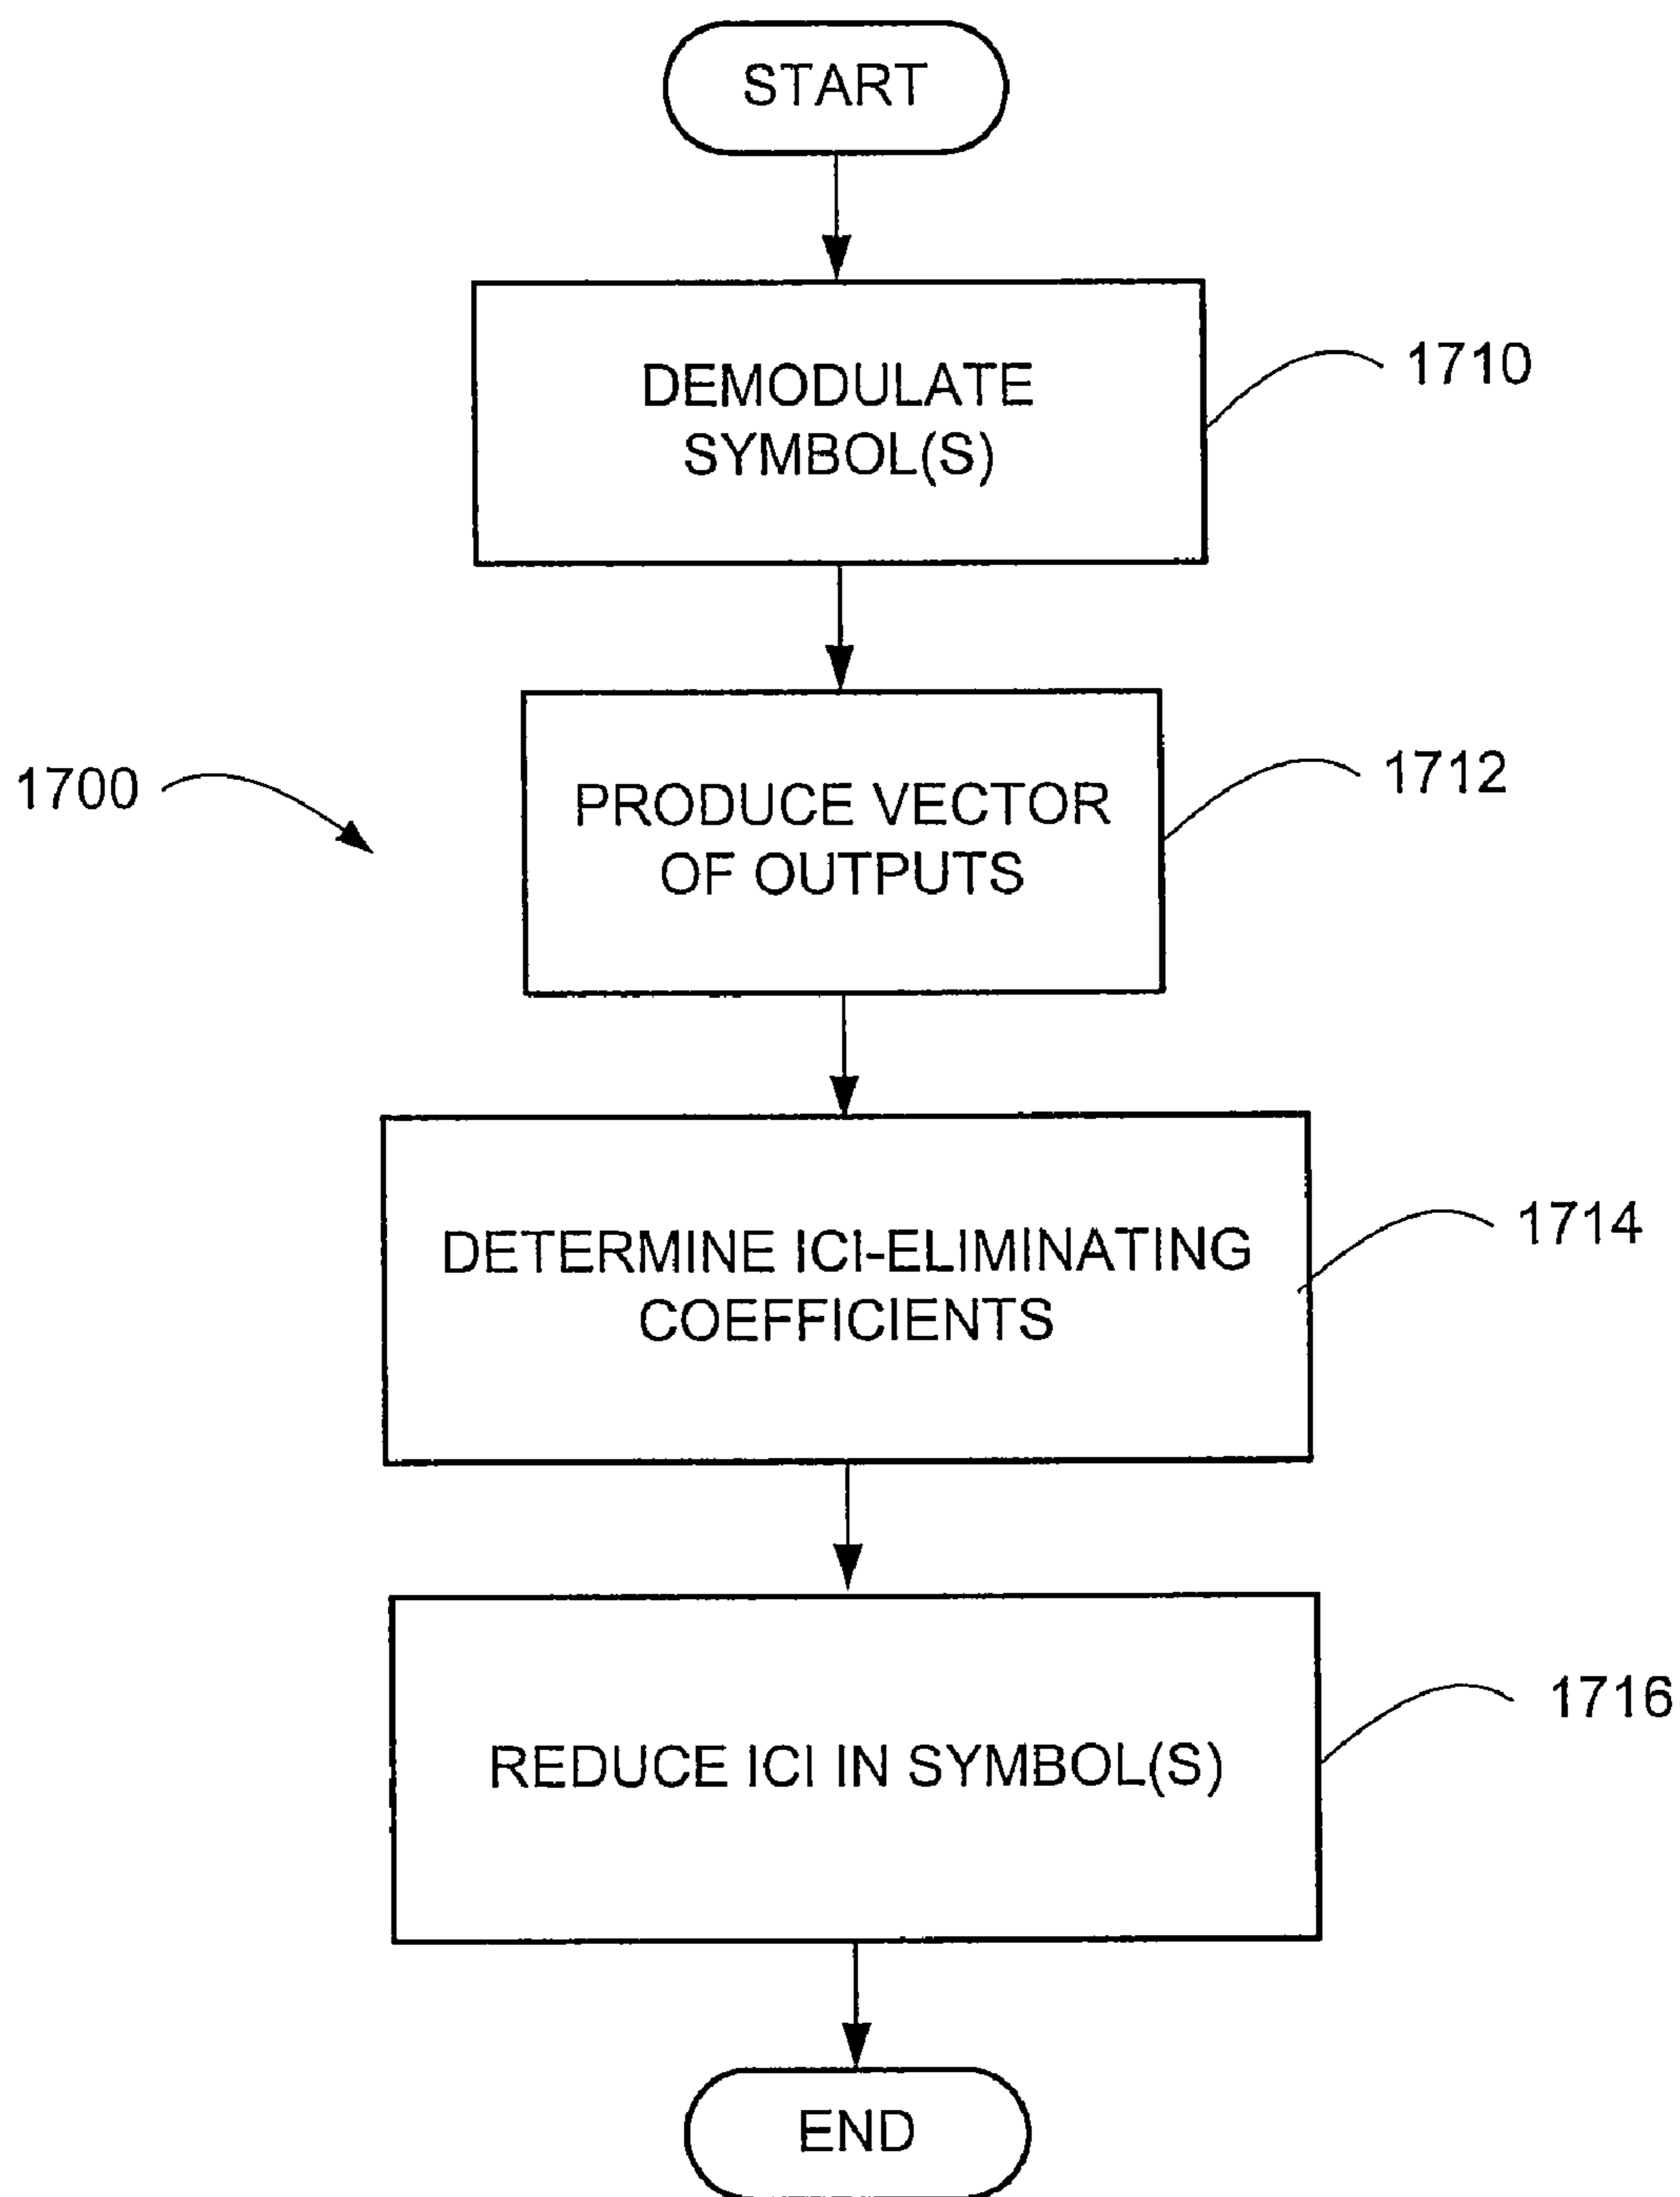 START
DEMODULATE
SYMBOL(S)
1710
PRODUCE VECTOR
OF OUTPUTS
1712
1700
DETERMINE ICI-ELIMINATING
COEFFICIENTS
1714
REDUCE ICI IN SYMBOL(S)
1716
END